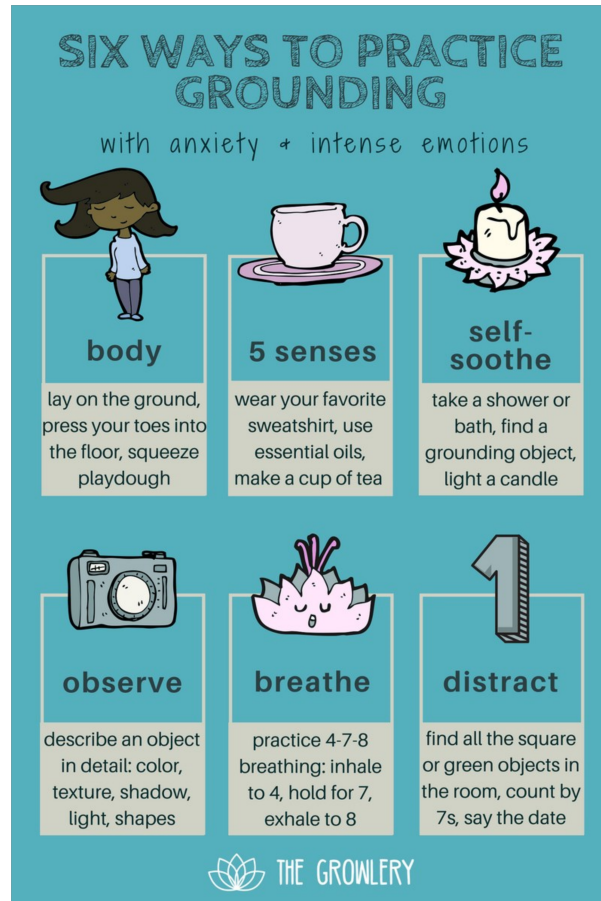 SIX WAYS TO PRACTICE
GROUNDING
with anxiety + intense emotions
body
lay on the ground,
press your toes into
the floor, squeeze
playdough
5 senses
wear your favorite
sweatshirt, use
essential oils,
make a cup of tea
self-
soothe
take a shower or
bath, find a
grounding object,
light a candle
observe
describe an object
in detail: color,
texture, shadow,
light, shapes
breathe
practice 4-7-8
breathing: inhale
to 4, hold for 7,
exhale to 8
1
distract
find all the square
or green objects in
the room, count by
7s, say the date
THE GROWLERY